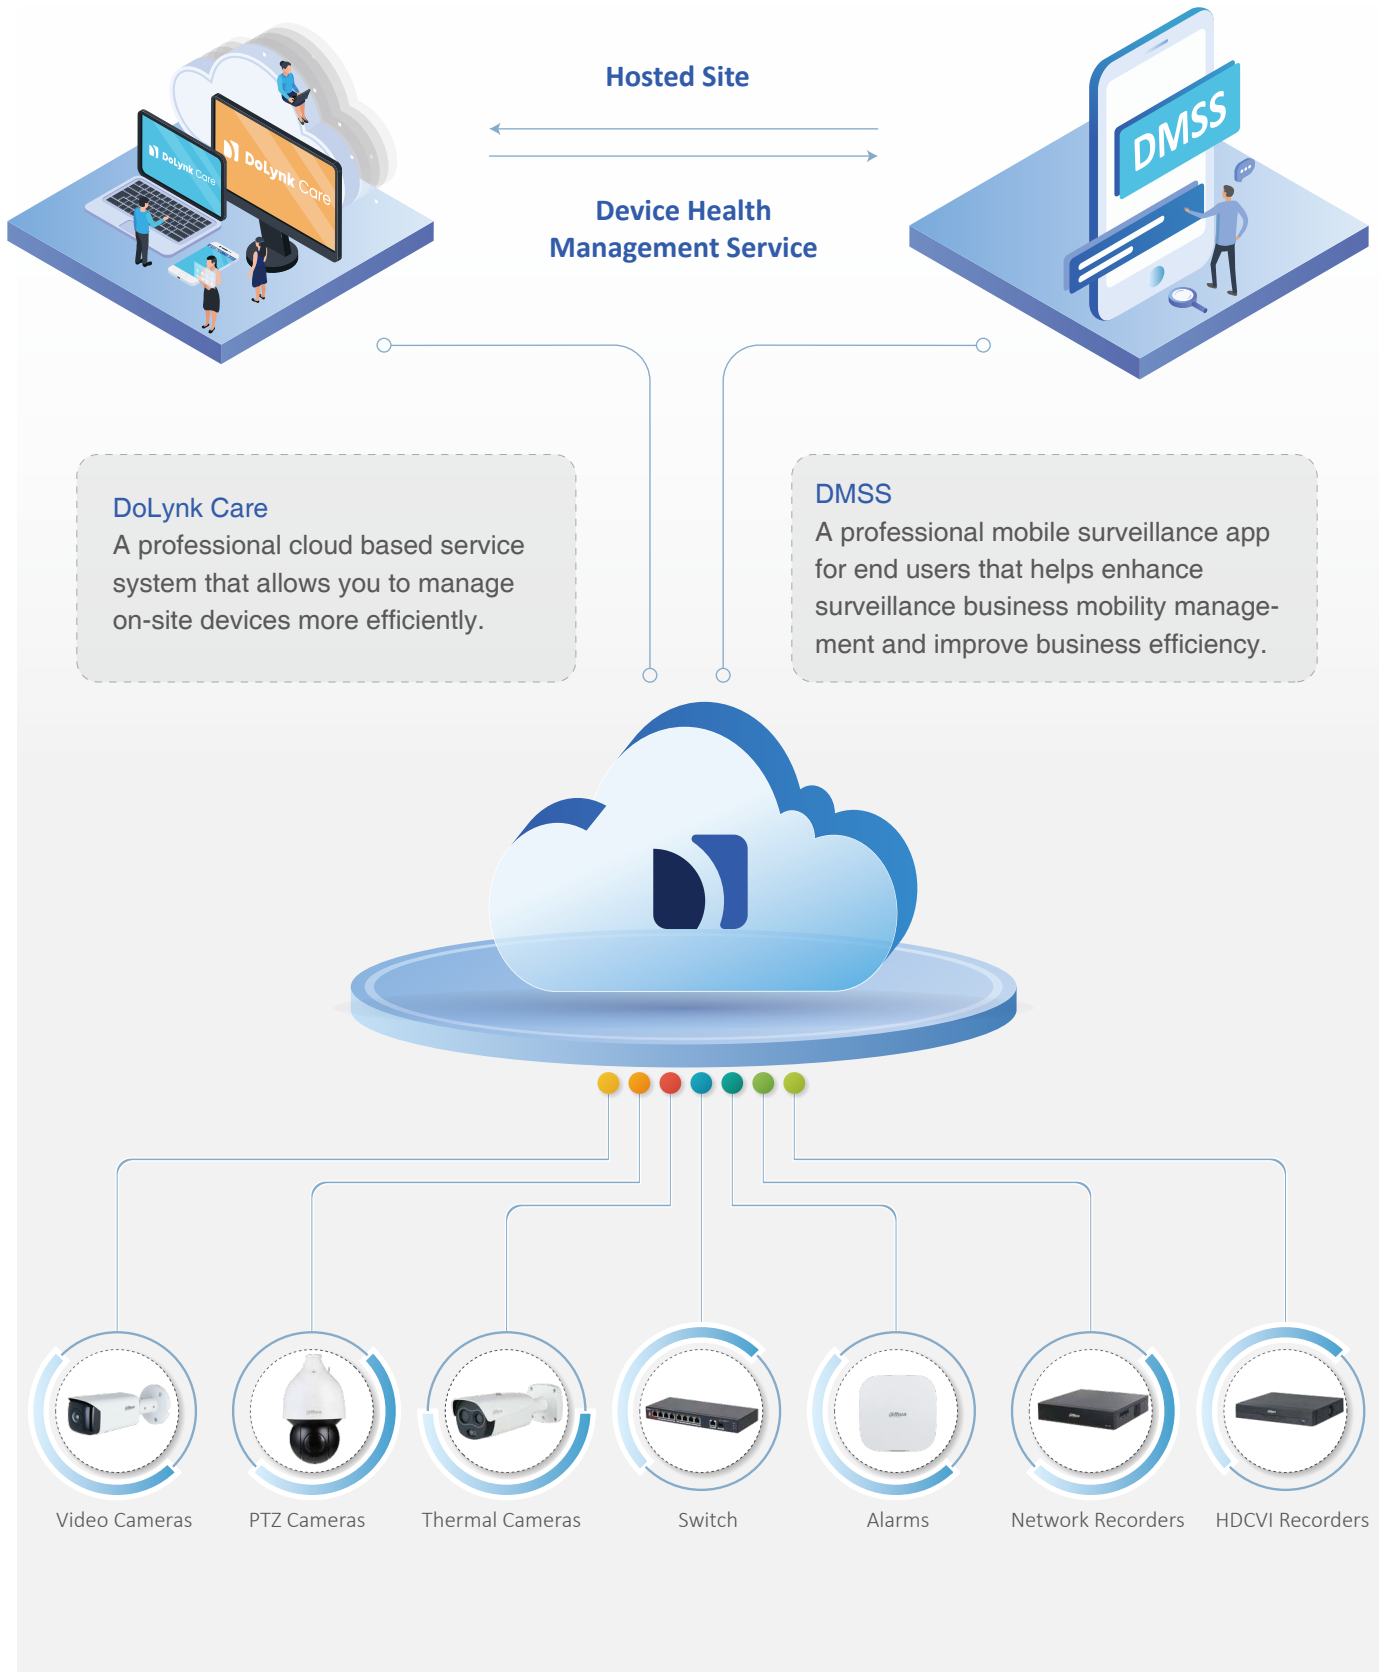 Hosted Site
DoLynk Care
DoLynk Care
DMSS
Device Health
Management Service
DoLynk Care
A professional cloud based service
system that allows you to manage
on-site devices more efficiently.
DMSS
A professional mobile surveillance app
for end users that helps enhance
surveillance business mobility manage-
ment and improve business efficiency.
alhua
Video Cameras
PTZ Cameras
Thermal Cameras
Switch
Alarms
Network Recorders
HDCVI Recorders